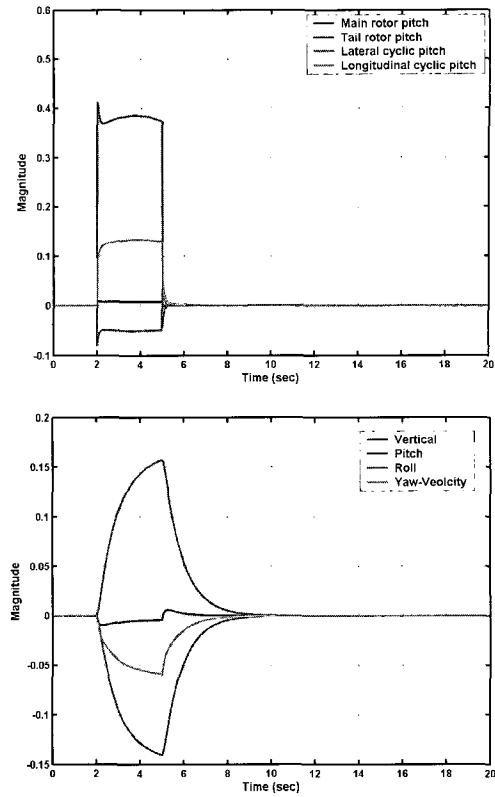 0.6
0.5
0.4
0.3
0.2
0.1
0
-0.1
Magnitude
Main rotor pitch
Tail rotor pitch
Lateral cyclic pitch
Longitudinal cyclic pitch
0 2 4 6 8 10 12 14 16 18 20
Time (sec)
0.2
0.15
0.1
0.05
0
-0.05
-0.1
-0.15
Magnitude
Vertical
Pitch
Roll
Yaw-Veolcity
0 2 4 6 8 10 12 14 16 18 20
Time (sec)